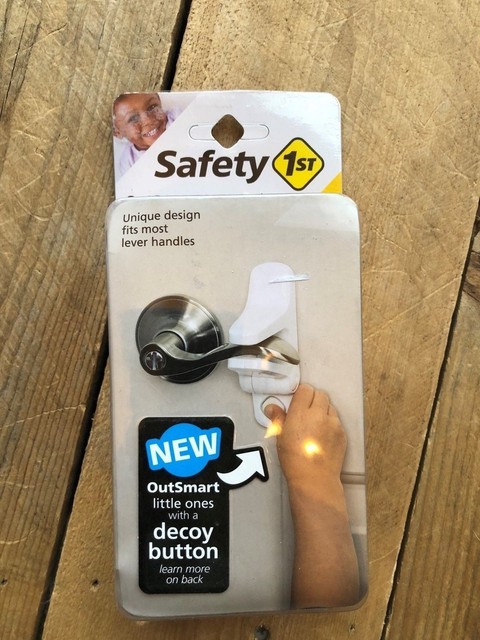 Safety 1ST
Unique design
fits most
lever handles
NEW
OutSmart
little ones
with a
decoy
button
learn more
on back